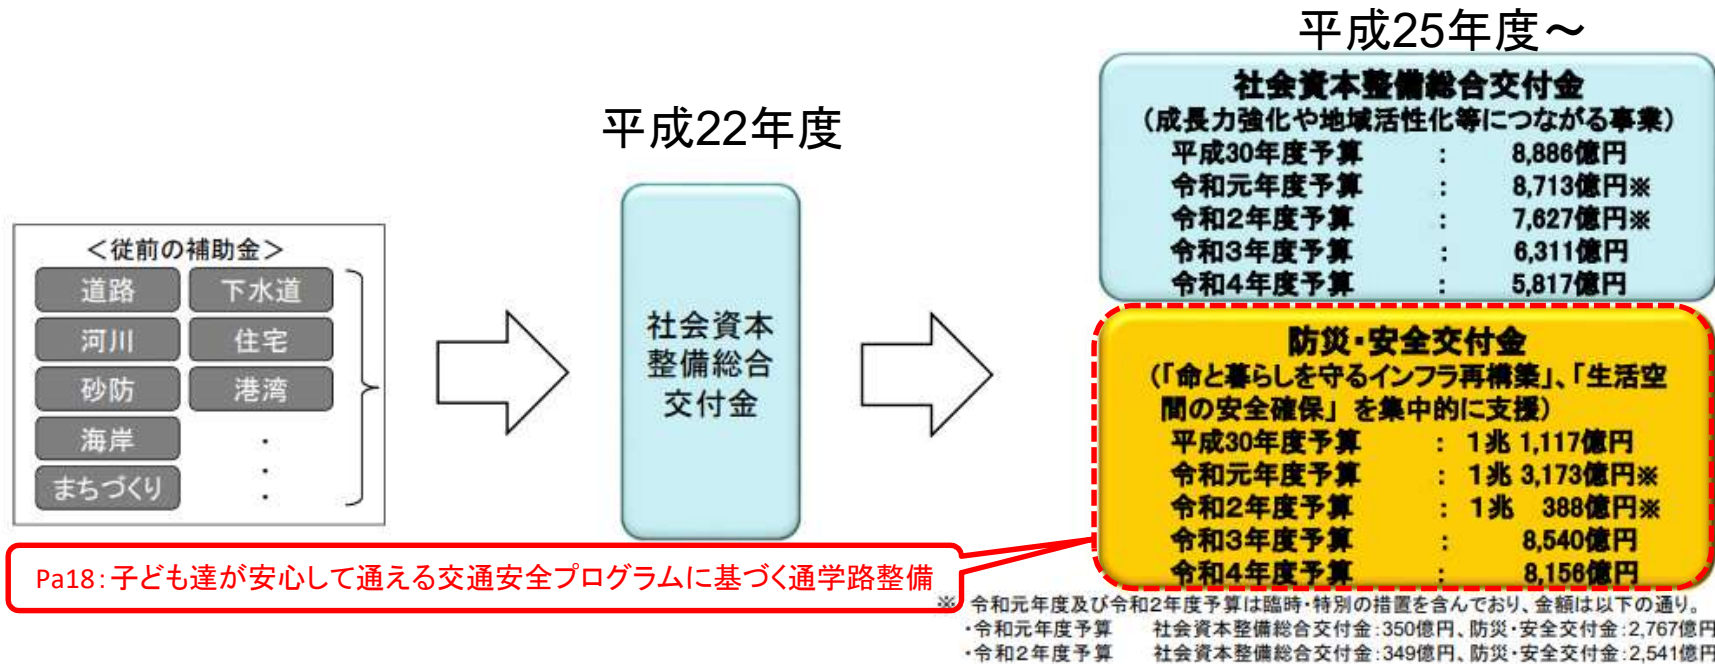 平成25年度～
社会資本整備総合交付金
（成長力強化や地域活性化等につながる事業）
平成30年度予算 ： 8,886億円
令和元年度予算 ： 8,713億円※
令和2年度予算 ： 7,627億円※
令和3年度予算 ： 6,311億円
令和4年度予算 ： 5,817億円
平成22年度
社会資本
整備総合
交付金
＜従前の補助金＞
道路 下水道
河川 住宅
砂防 港湾
海岸 ・
まちづくり ・
・
防災・安全交付金
（「命と暮らしを守るインフラ再構築」、「生活空
間の安全確保」を集中的に支援）
平成30年度予算 ： 1兆 1,117億円
令和元年度予算 ： 1兆 3,173億円※
令和2年度予算 ： 1兆 388億円※
令和3年度予算 ： 8,540億円
令和4年度予算 ： 8,156億円
Pa18：子ども達が安心して通える交通安全プログラムに基づく通学路整備
※ 令和元年度及び令和2年度予算は臨時・特別の措置を含んでおり、金額は以下の通り。
・令和元年度予算 社会資本整備総合交付金：350億円、防災・安全交付金：2,767億円
・令和2年度予算 社会資本整備総合交付金：349億円、防災・安全交付金：2,541億円